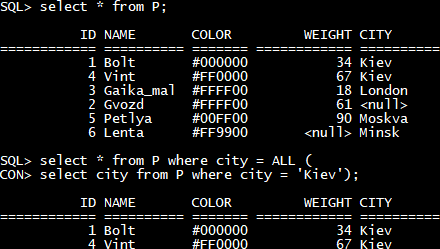 SQL> select * from P;
ID NAME COLOR WEIGHT CITY
============ ========== ========== ============ ==========
1 Bolt #000000 34 Kiev
4 Vint #FF0000 67 Kiev
3 Gaika_mal #FFFF00 18 London
2 Gvozd #FFFF00 61 <null>
5 Petlya #00FF00 90 Moskva
6 Lenta #FF9900 <null> Minsk
SQL> select * from P where city = ALL (
CON> select city from P where city = 'Kiev');
ID NAME COLOR WEIGHT CITY
============ ========== ========== ============ ==========
1 Bolt #000000 34 Kiev
4 Vint #FF0000 67 Kiev